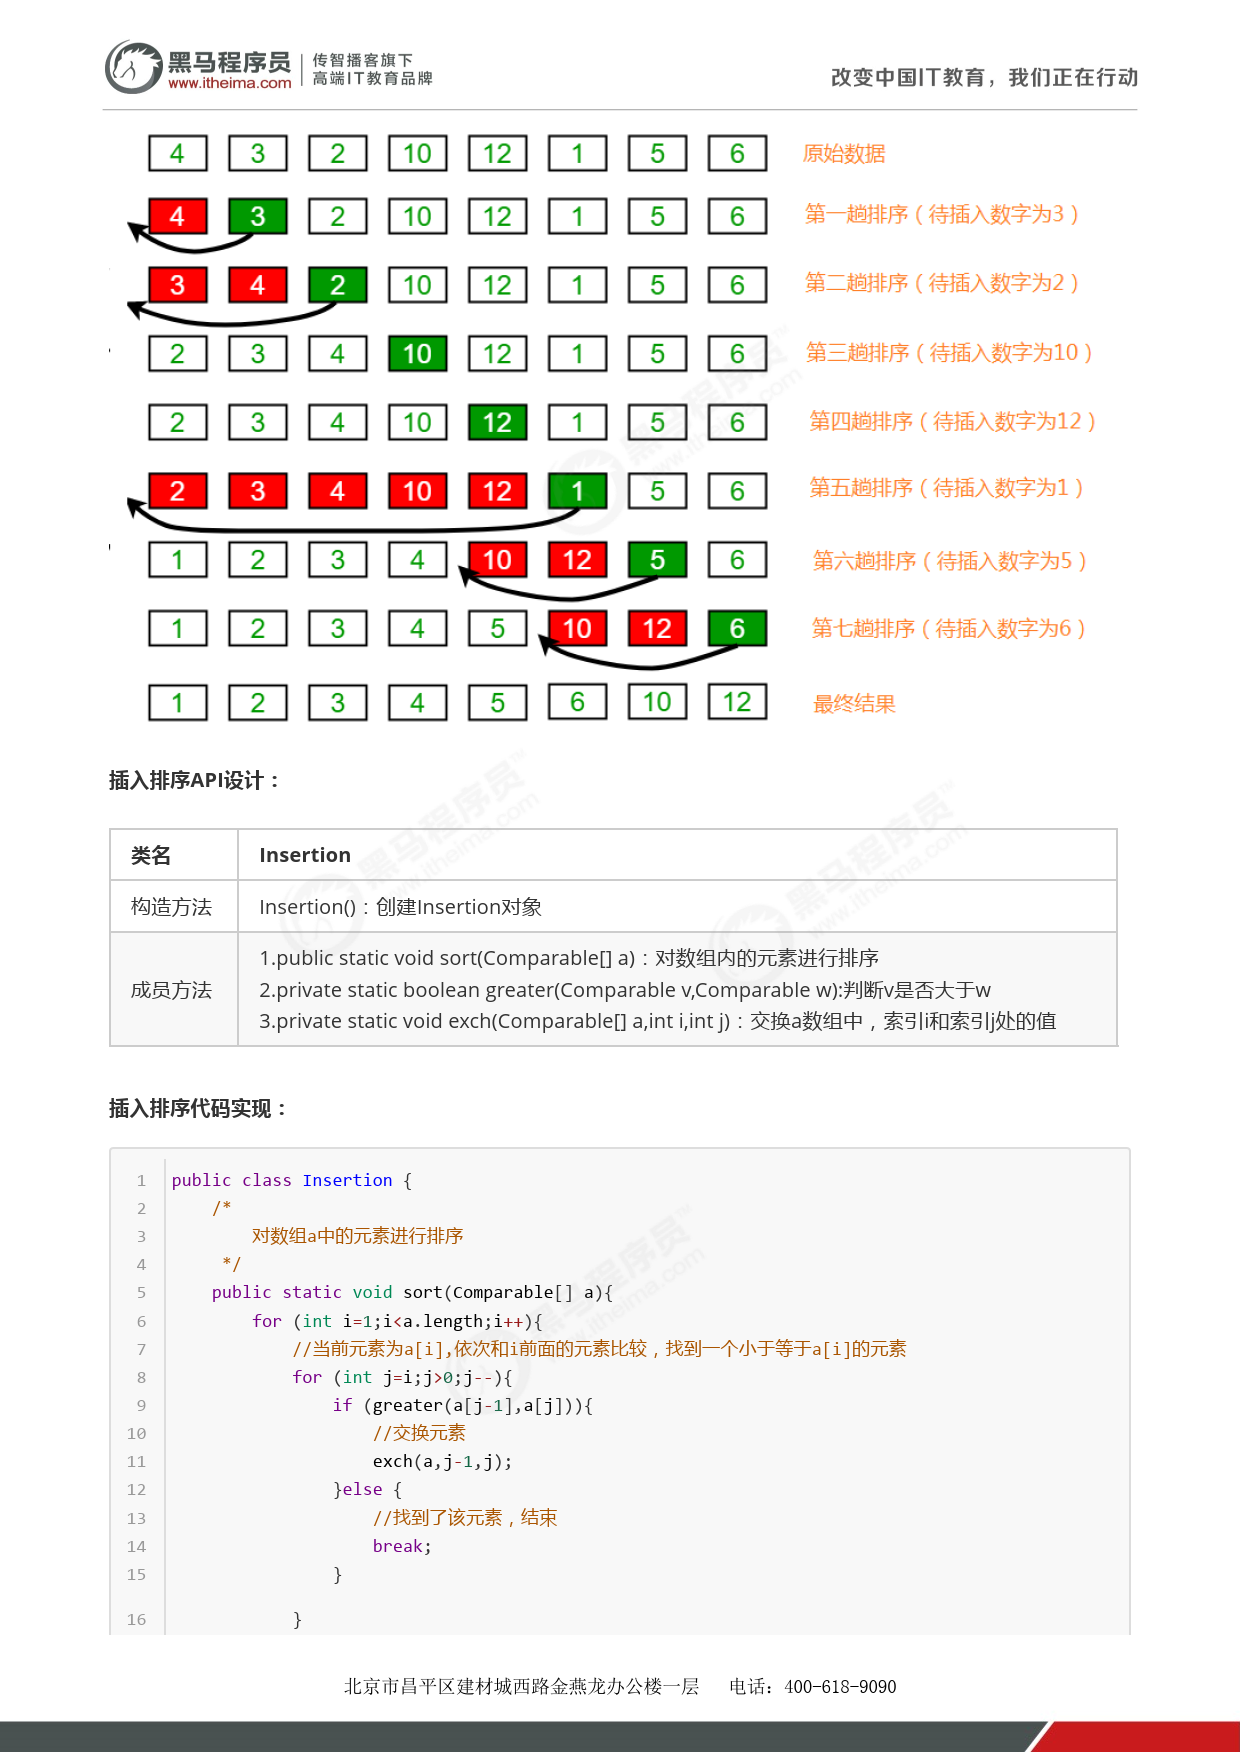 黑马程序员
www.itheima.com
传智播客旗下
高端IT教育品牌
改变中国IT教育，我们正在行动
4 3 2 10 12 1 5 6 原始数据
4 3 2 10 12 1 5 6 第一趟排序（待插入数字为3）
3 4 2 10 12 1 5 6 第二趟排序（待插入数字为2）
2 3 4 10 12 1 5 6 第三趟排序（待插入数字为10）
2 3 4 10 12 1 5 6 第四趟排序（待插入数字为12）
2 3 4 10 12 1 5 6 第五趟排序（待插入数字为1）
1 2 3 4 10 12 5 6 第六趟排序（待插入数字为5）
1 2 3 4 5 10 12 6 第七趟排序（待插入数字为6）
1 2 3 4 5 6 10 12 最终结果
插入排序API设计：
类名 Insertion
构造方法 Insertion()：创建Insertion对象
成员方法
1.public static void sort(Comparable[] a)：对数组内的元素进行排序
2.private static boolean greater(Comparable v,Comparable w):判断v是否大于w
3.private static void exch(Comparable[] a,int i,int j)：交换a数组中，索引i和索引j处的值
插入排序代码实现：
1 public class Insertion {
2     /*
3         对数组a中的元素进行排序
4      */
5     public static void sort(Comparable[] a){
6         for (int i=1;i<a.length;i++){
7             //当前元素为a[i],依次和i前面的元素比较，找到一个小于等于a[i]的元素
8             for (int j=i;j>0;j--){
9                 if (greater(a[j-1],a[j])){
10                     //交换元素
11                     exch(a,j-1,j);
12                 }else {
13                     //找到了该元素，结束
14                     break;
15                 }
16             }
北京市昌平区建材城西路金燕龙办公楼一层 电话：400-618-9090